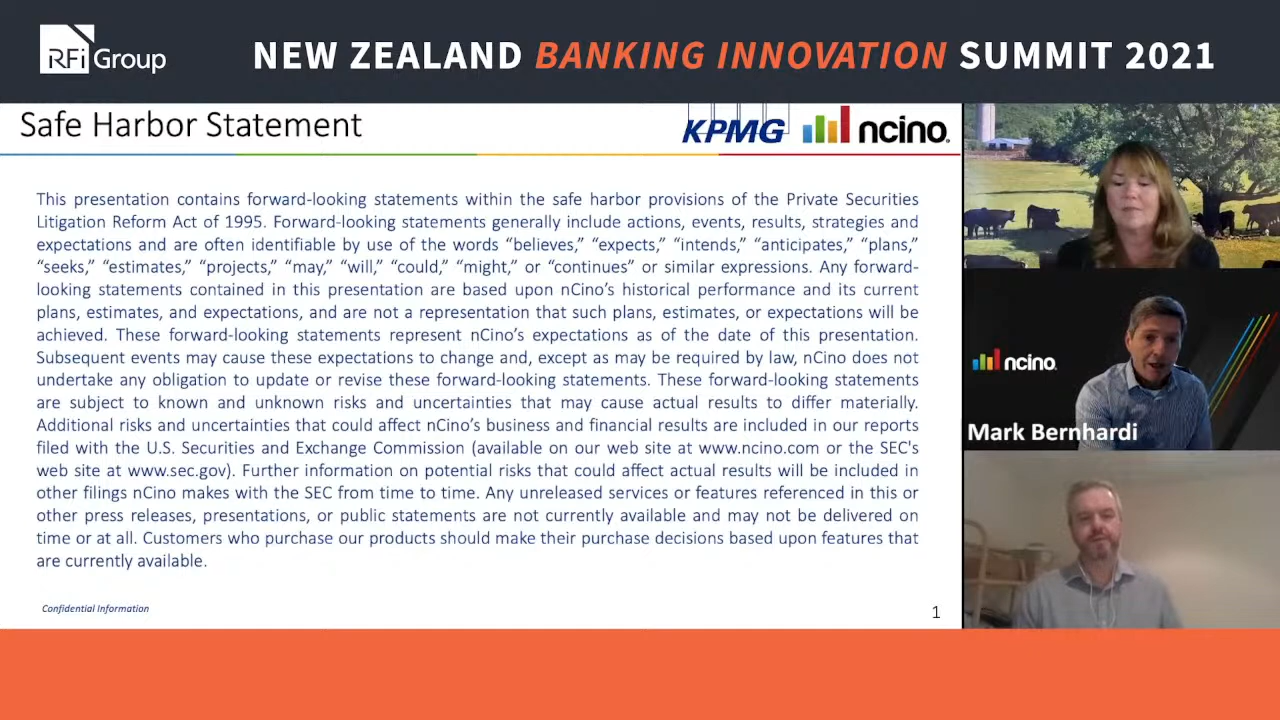 RFi Group
NEW ZEALAND BANKING INNOVATION SUMMIT 2021
Safe Harbor Statement
KPMG
ncino.
This presentation contains forward-looking statements within the safe harbor provisions of the Private Securities
Litigation Reform Act of 1995. Forward-looking statements generally include actions, events, results, strategies and
expectations and are often identifiable by use of the words “believes,” “expects,” “intends,” “anticipates,” “plans,”
“seeks,” “estimates,” “projects,” “may,” “will,” “could,” “might,” or “continues” or similar expressions. Any forward-
looking statements contained in this presentation are based upon nCino’s historical performance and its current
plans, estimates, and expectations, and are not a representation that such plans, estimates, or expectations will be
achieved. These forward-looking statements represent nCino’s expectations as of the date of this presentation.
Subsequent events may cause these expectations to change and, except as may be required by law, nCino does not
undertake any obligation to update or revise these forward-looking statements. These forward-looking statements
are subject to known and unknown risks and uncertainties that may cause actual results to differ materially.
Additional risks and uncertainties that could affect nCino’s business and financial results are included in our reports
filed with the U.S. Securities and Exchange Commission (available on our web site at www.ncino.com or the SEC's
web site at www.sec.gov). Further information on potential risks that could affect actual results will be included in
other filings nCino makes with the SEC from time to time. Any unreleased services or features referenced in this or
other press releases, presentations, or public statements are not currently available and may not be delivered on
time or at all. Customers who purchase our products should make their purchase decisions based upon features that
are currently available.
Confidential Information
1
ncino.
Mark Bernhardi